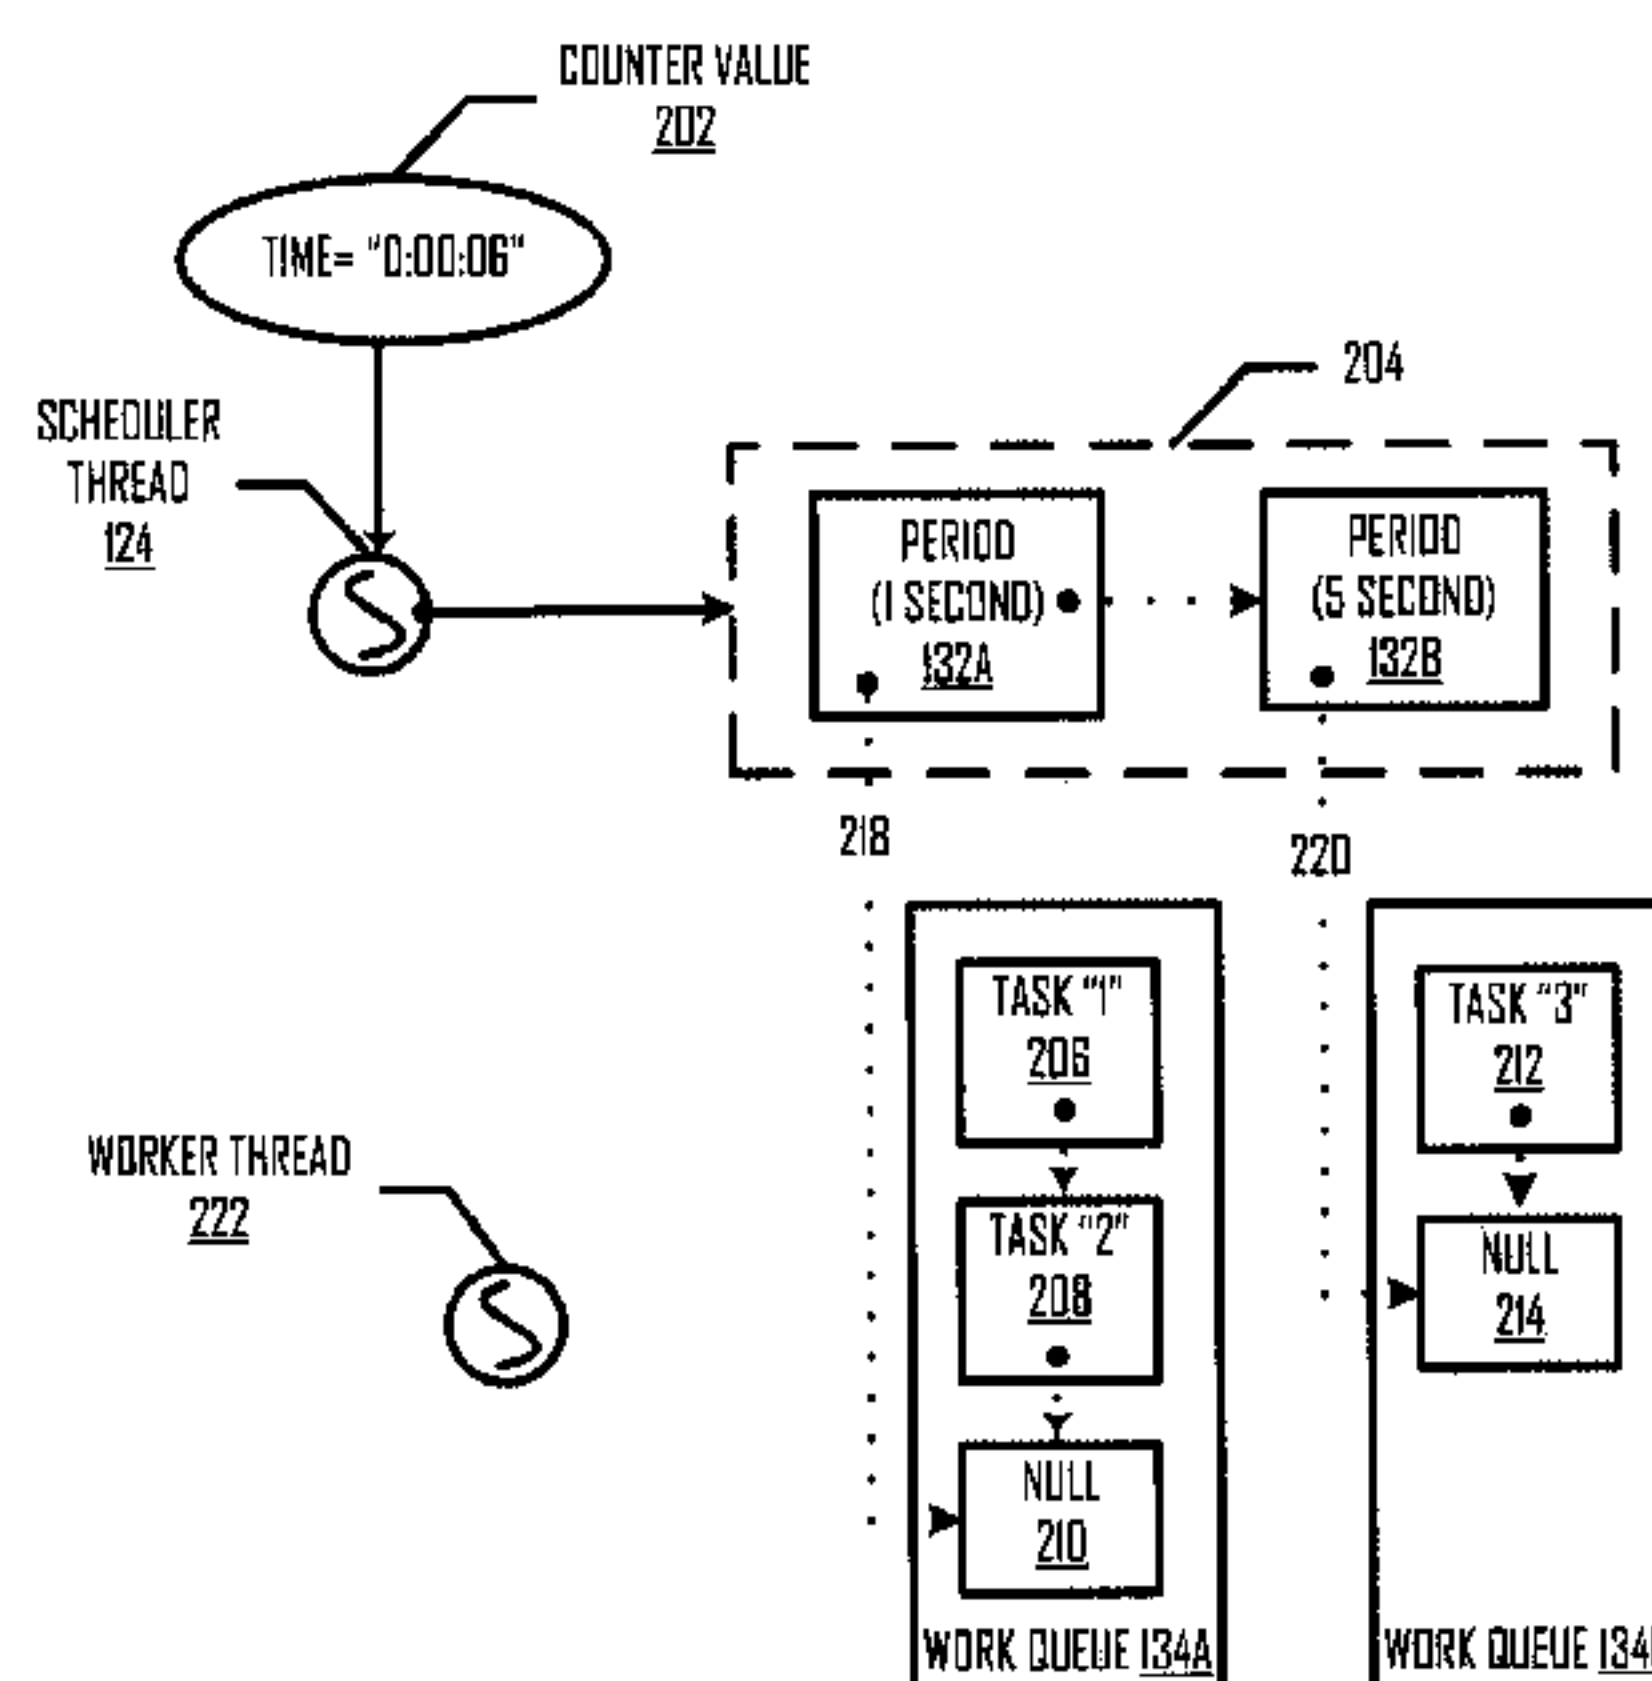 COUNTER VALUE
202
TIME= "0:00:06"
204
SCHEDULER
THREAD
124
PERIOD
(1 SECOND)
132A
PERIOD
(5 SECOND)
132B
218
220
TASK "1"
206
TASK "3"
212
WORKER THREAD
222
TASK "2"
208
NULL
214
NULL
210
WORK QUEUE 134A
WORK QUEUE